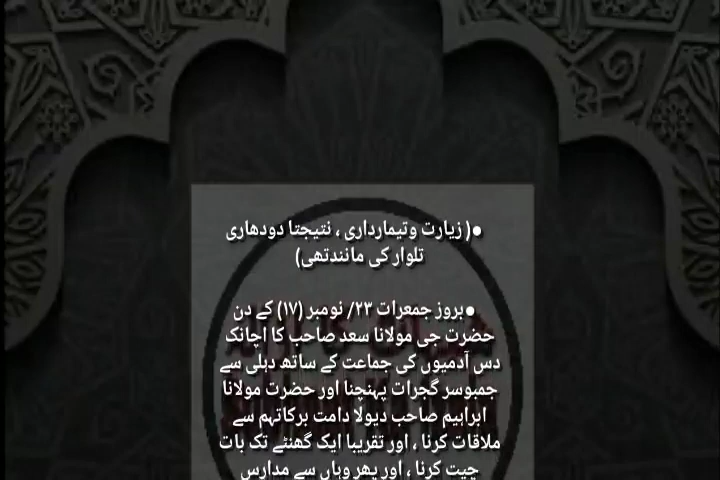 ●( زیارت وتیمارداری ، نتیجتا دودھاری
تلوار کی مانندتھی)
●بروز جمعرات ۲۳/ نومبر (۱۷) کے دن
حضرت جی مولانا سعد صاحب کا اچانک
دس آدمیوں کی جماعت کے ساتھ دہلی سے
جمبوسر گجرات پہنچنا اور حضرت مولانا
ابراہیم صاحب دیولا دامت برکاتہم سے
ملاقات کرنا ، اور تقریبا ایک گھنٹے تک بات
چیت کرنا ، اور پھر وہاں سے مدارس